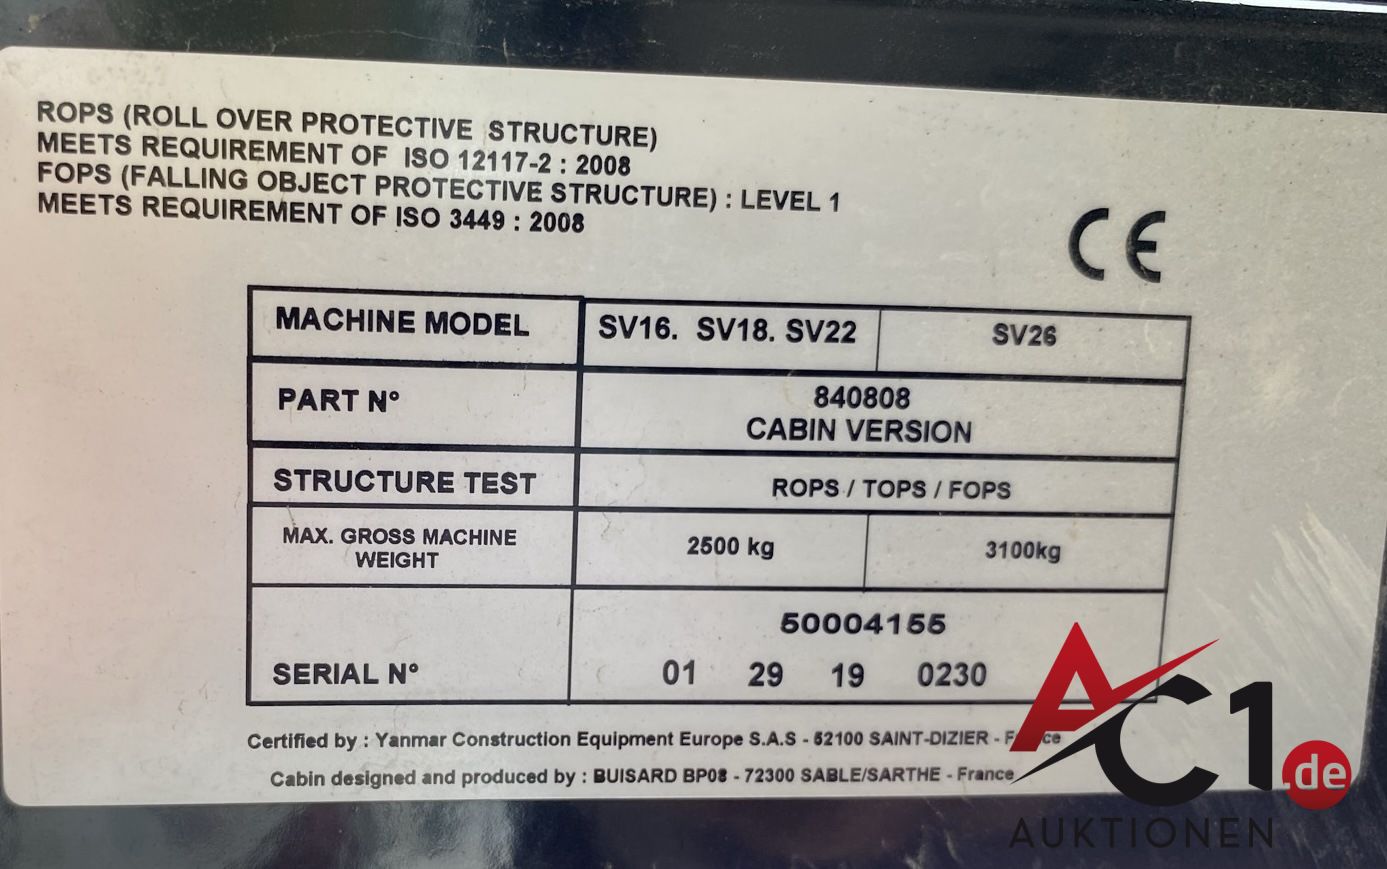 ROPS (ROLL OVER PROTECTIVE STRUCTURE)
MEETS REQUIREMENT OF ISO 12117-2 : 2008
FOPS (FALLING OBJECT PROTECTIVE STRUCTURE) : LEVEL 1
MEETS REQUIREMENT OF ISO 3449 : 2008
CE
MACHINE MODEL SV16. SV18. SV22 SV26
PART N° 840808
CABIN VERSION
STRUCTURE TEST ROPS / TOPS / FOPS
MAX. GROSS MACHINE
WEIGHT 2500 kg 3100kg
50004155
SERIAL N° 01 29 19 0230
Certified by : Yanmar Construction Equipment Europe S.A.S - 52100 SAINT-DIZIER -
Cabin designed and produced by : BUISARD BP08 - 72300 SABLE/SARTHE - France
AC1.de
AUKTIONEN